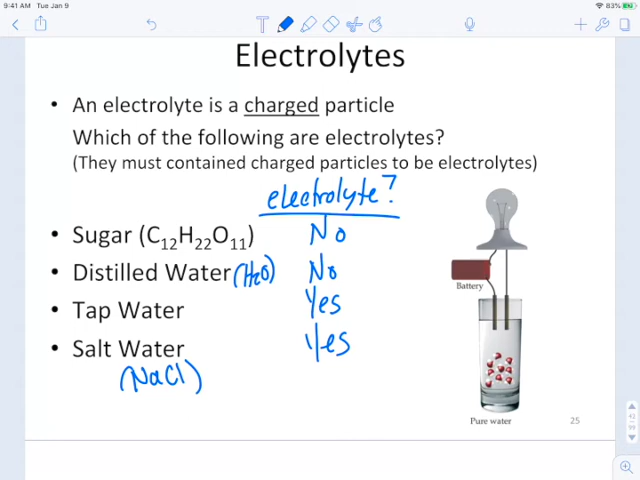 9:41 AM Tue Jan 9
83%
Electrolytes
• An electrolyte is a charged particle
Which of the following are electrolytes?
(They must contained charged particles to be electrolytes)
electrolyte?
• Sugar (C12H22O11) No
• Distilled Water (H2O) No
• Tap Water Yes
• Salt Water Yes
(NaCl)
Battery
Pure water
25
42
99